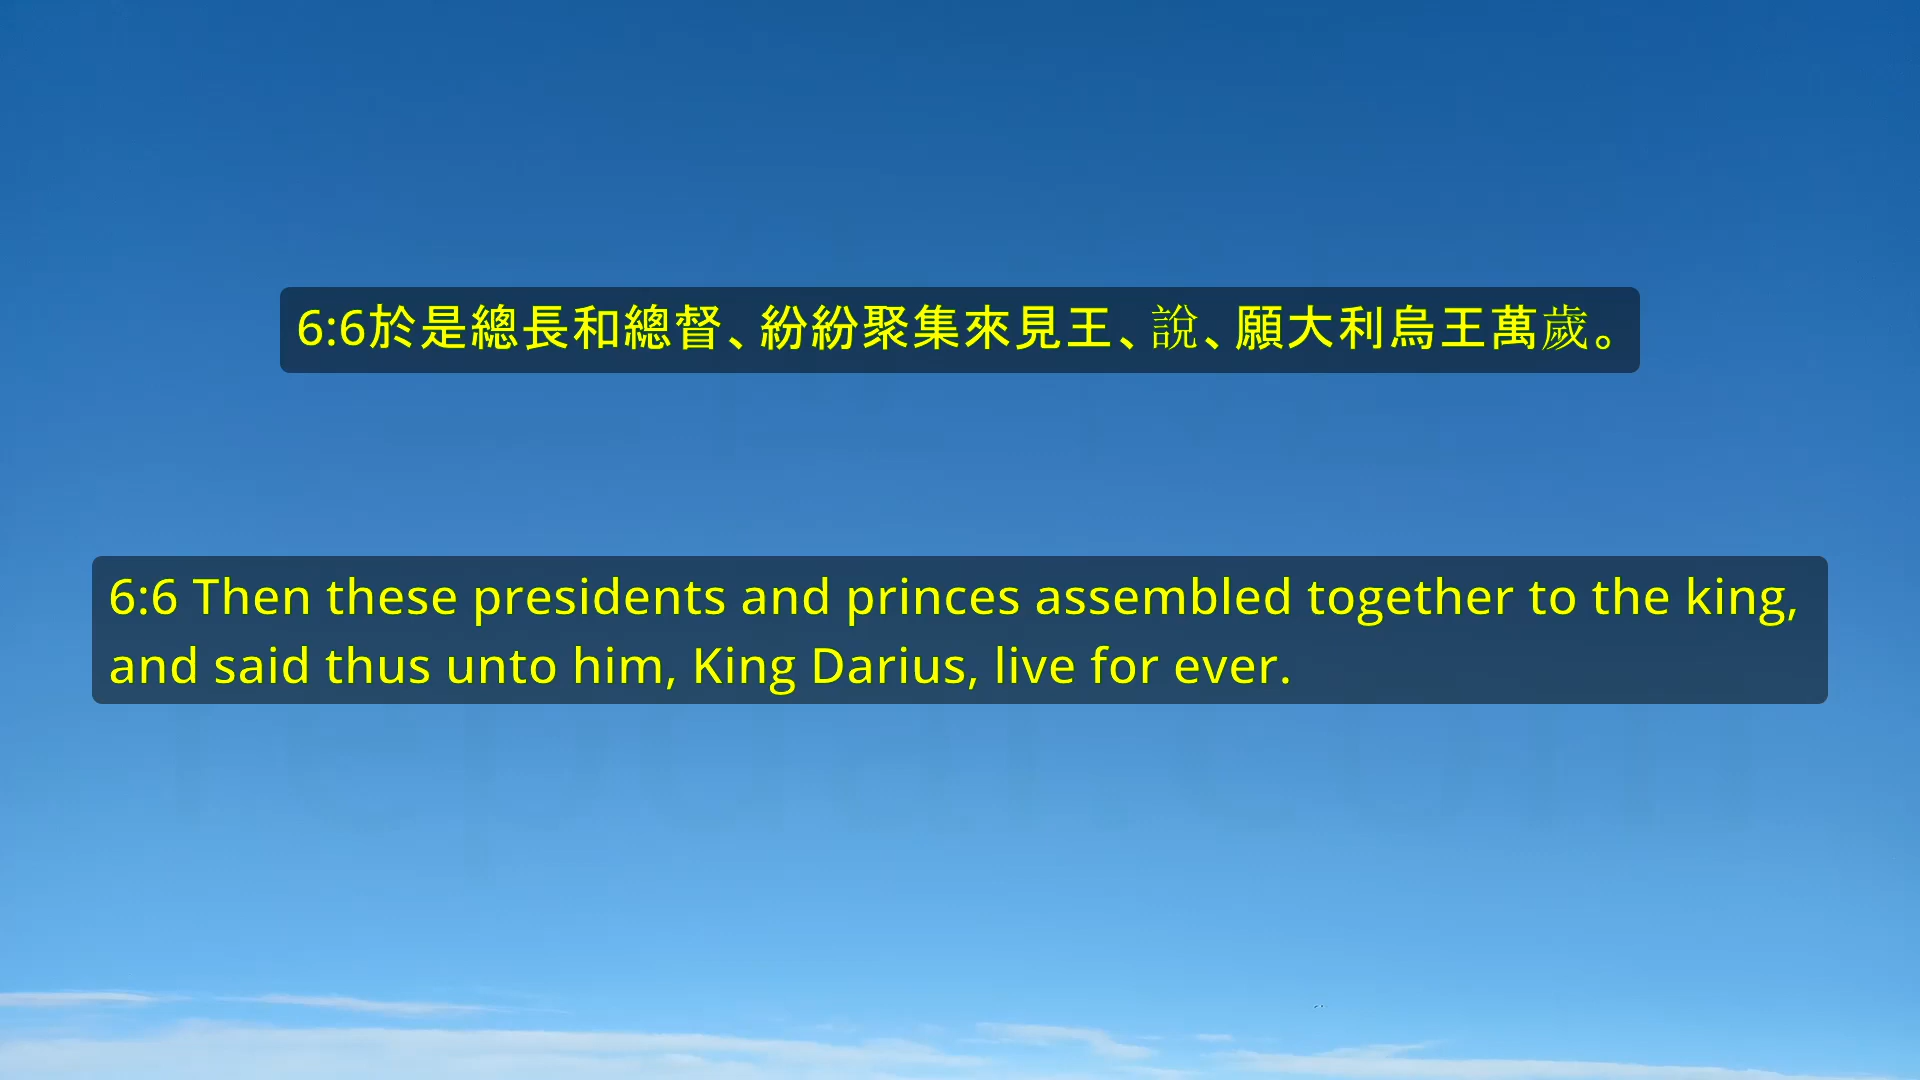 6:6於是總長和總督、紛紛聚集來見王、說、願大利烏王萬歲。
6:6 Then these presidents and princes assembled together to the king,
and said thus unto him, King Darius, live for ever.